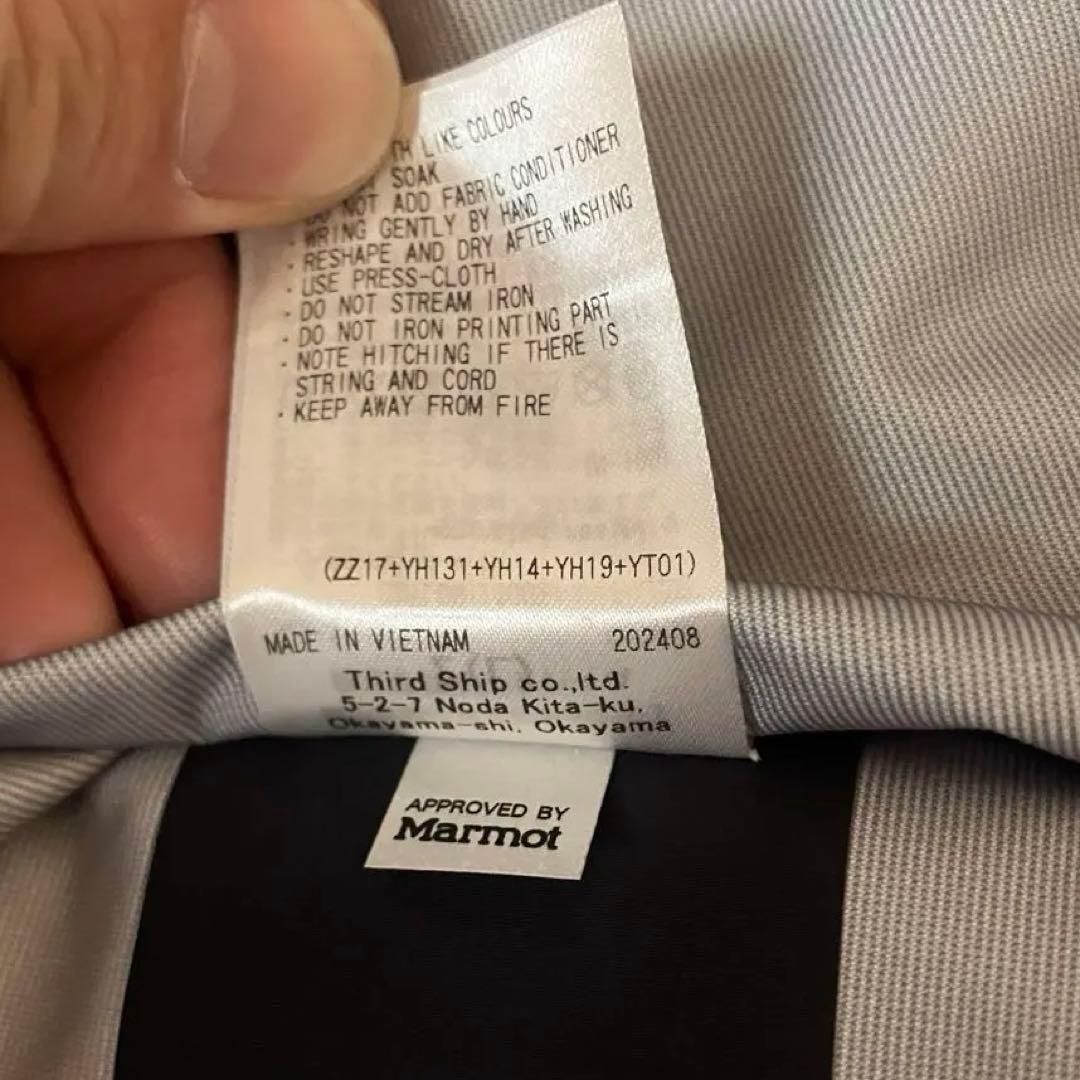 TH LIKE COLOURS
SOAK
DO NOT ADD FABRIC CONDITIONER
· WRING GENTLY BY HAND
· RESHAPE AND DRY AFTER WASHING
· USE PRESS-CLOTH
· DO NOT STREAM IRON
· DO NOT IRON PRINTING PART
· NOTE HITCHING IF THERE IS
STRING AND CORD
· KEEP AWAY FROM FIRE
(ZZ17+YH131+YH14+YH19+YT01)
MADE IN VIETNAM 202408
Third Ship co.,ltd.
5-2-7 Noda Kita-ku,
Okayama-shi, Okayama
APPROVED BY
Marmot